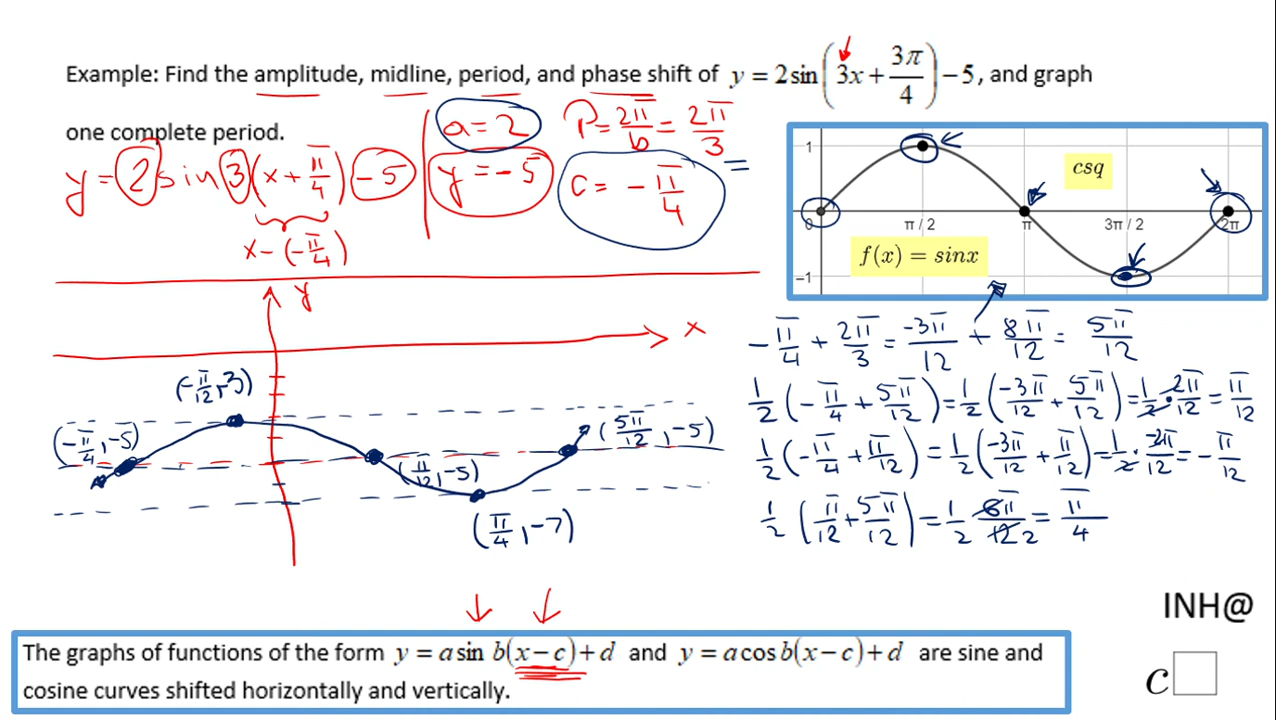 Example: Find the amplitude, midline, period, and phase shift of y = 2sin(3x + 3π/4) − 5, and graph
one complete period.
y = 2 sin 3(x + π/4) − 5
x − (−π/4)
a = 2
y = −5
P = 2π/b = 2π/3
c = −π/4
=
1
csq
0
π / 2
π
3π / 2
2π
f(x) = sinx
−1
y
x
(−π/12, 3)
(−π/4, −5)
(π/12, −5)
(5π/12, −5)
(π/4, −7)
−π/4 + 2π/3 = −3π/12 + 8π/12 = 5π/12
1/2 (−π/4 + 5π/12) = 1/2 (−3π/12 + 5π/12) = 1/2 · 2π/12 = π/12
1/2 (−π/4 + π/12) = 1/2 (−3π/12 + π/12) = 1/2 · −2π/12 = −π/12
1/2 (π/12 + 5π/12) = 1/2 6π/12 2 = π/4
INH@
The graphs of functions of the form y = a sin b(x − c) + d and y = a cos b(x − c) + d are sine and
cosine curves shifted horizontally and vertically.
c